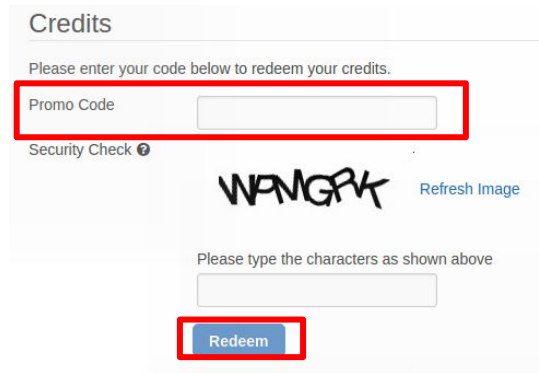 Credits
Please enter your code below to redeem your credits.
Promo Code
Security Check
Refresh Image
Please type the characters as shown above
Redeem